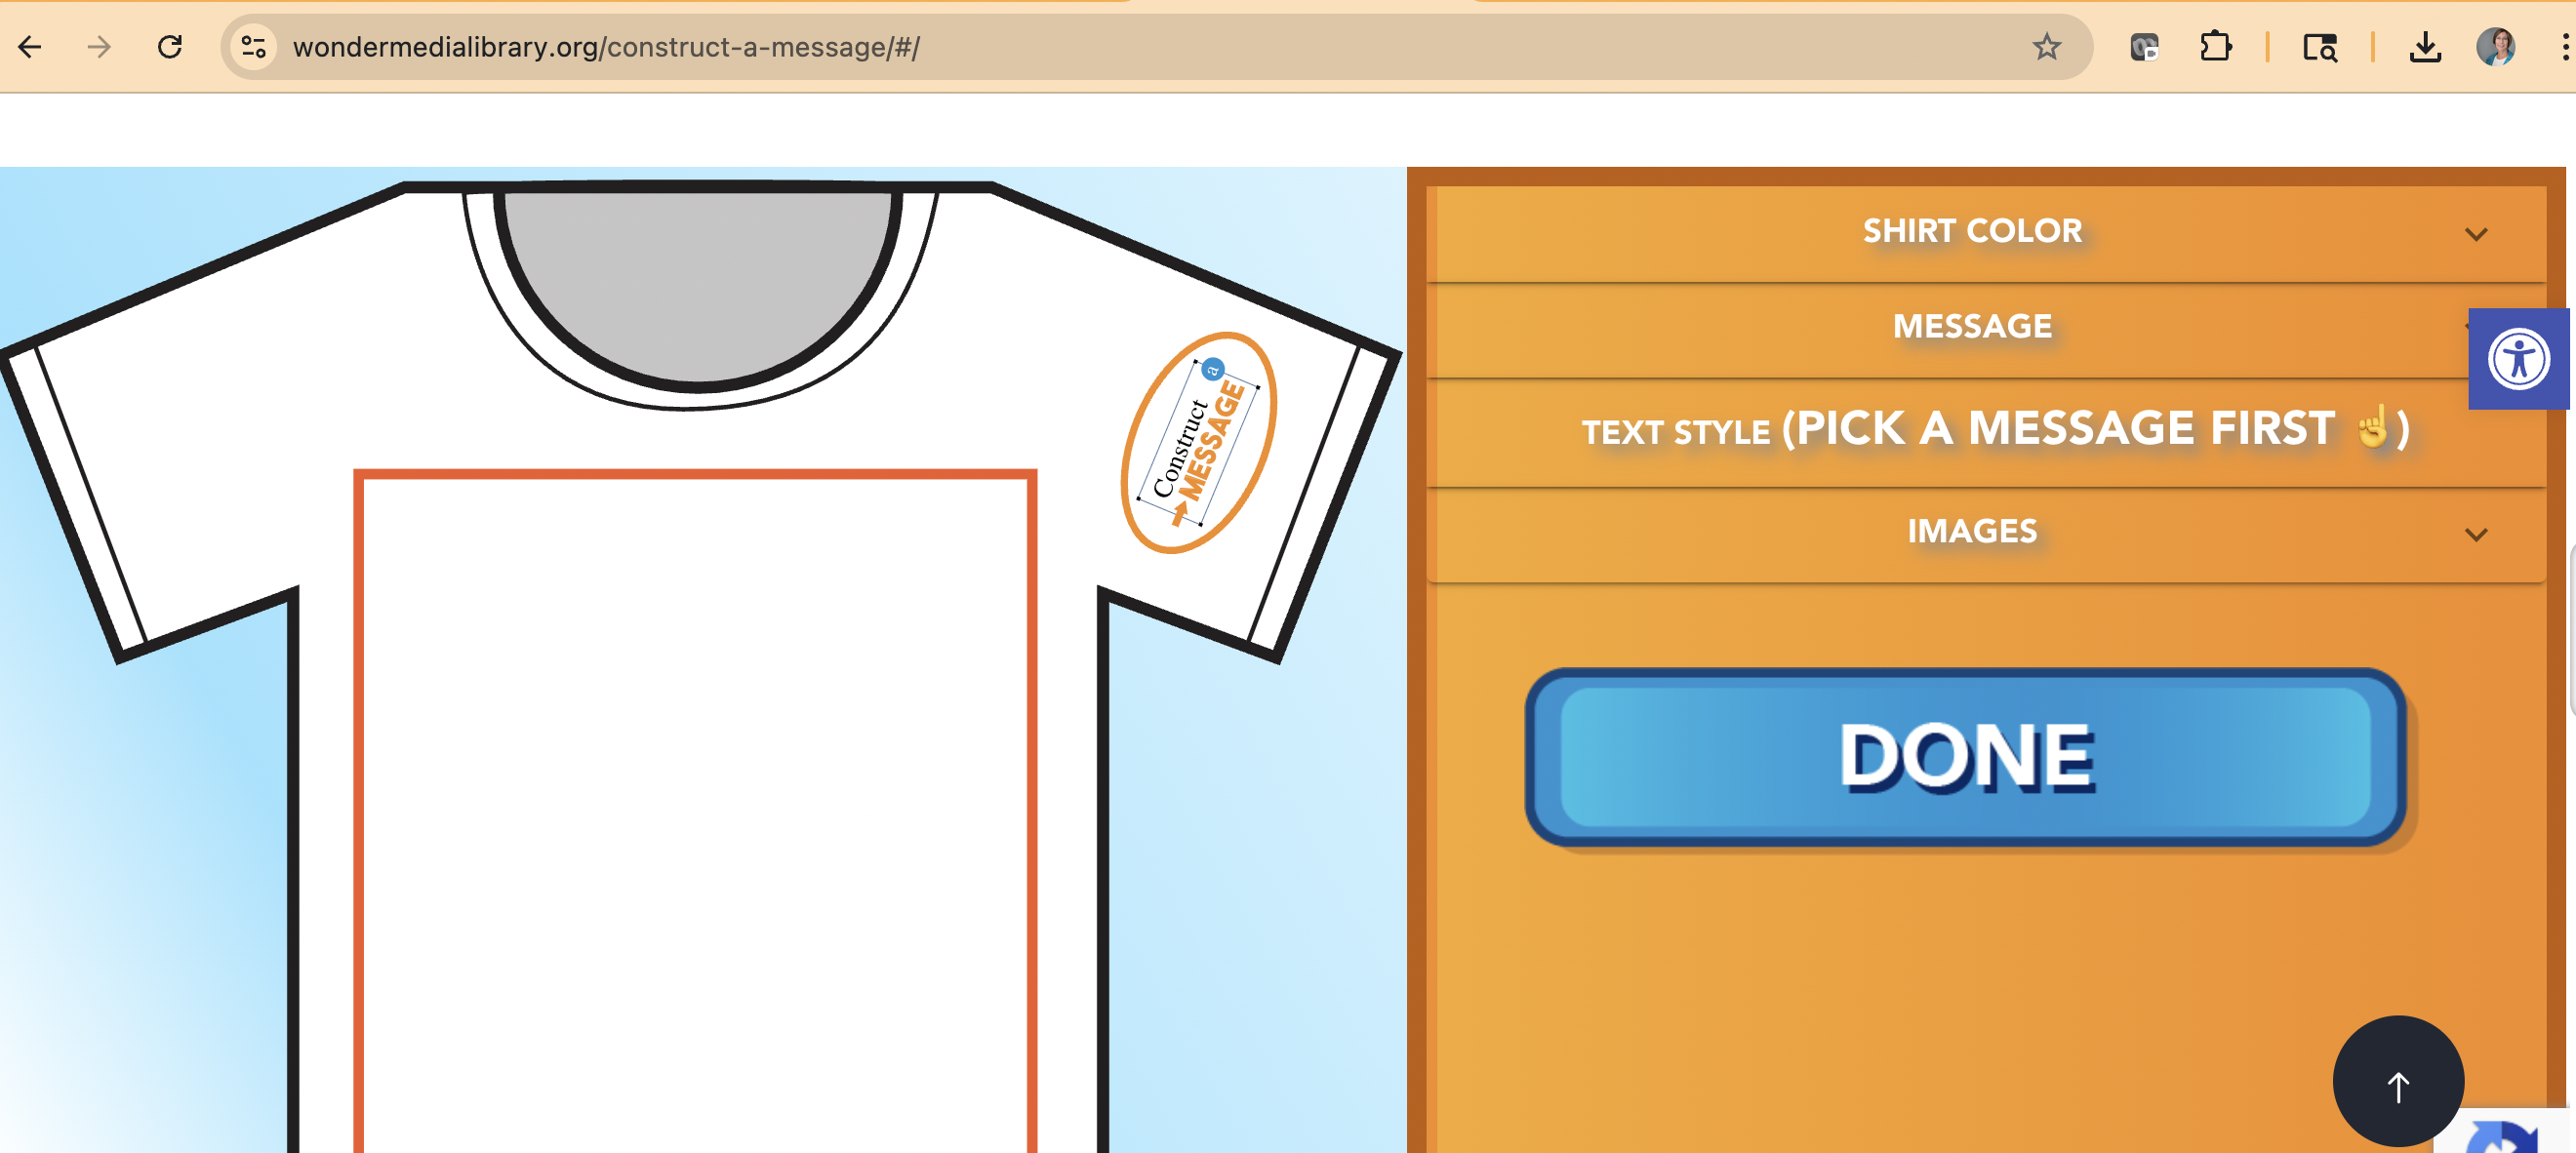 wondermedialibrary.org/construct-a-message/#/
Construct
a
MESSAGE
SHIRT COLOR
MESSAGE
TEXT STYLE (PICK A MESSAGE FIRST ☝)
IMAGES
DONE